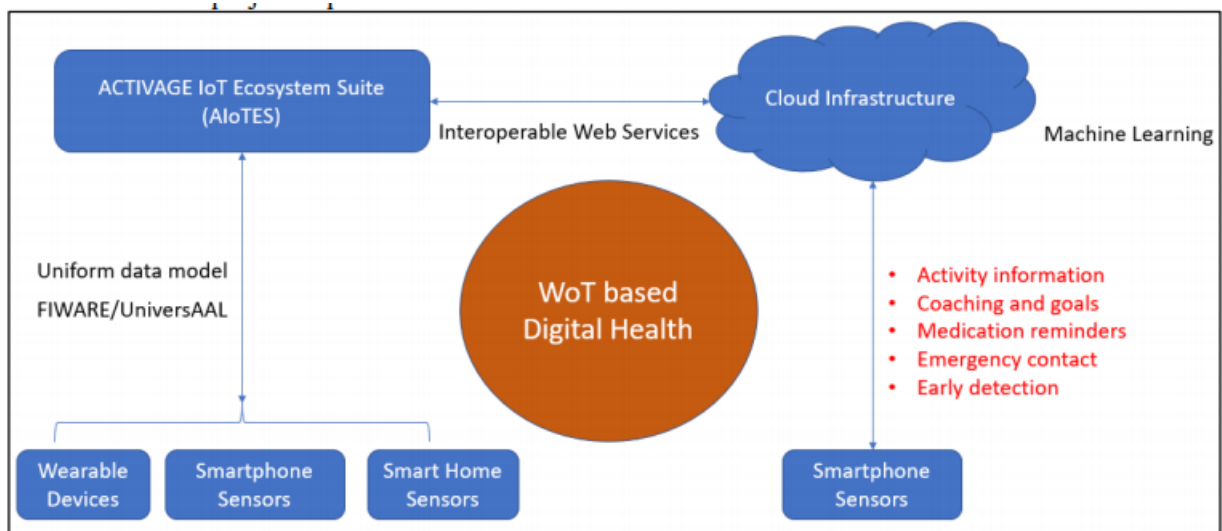 ACTIVAGE IoT Ecosystem Suite
(AIoTES)
Cloud Infrastructure
Interoperable Web Services
Machine Learning
Uniform data model
FIWARE/UniversAAL
WoT based
Digital Health
• Activity information
• Coaching and goals
• Medication reminders
• Emergency contact
• Early detection
Wearable
Devices
Smartphone
Sensors
Smart Home
Sensors
Smartphone
Sensors